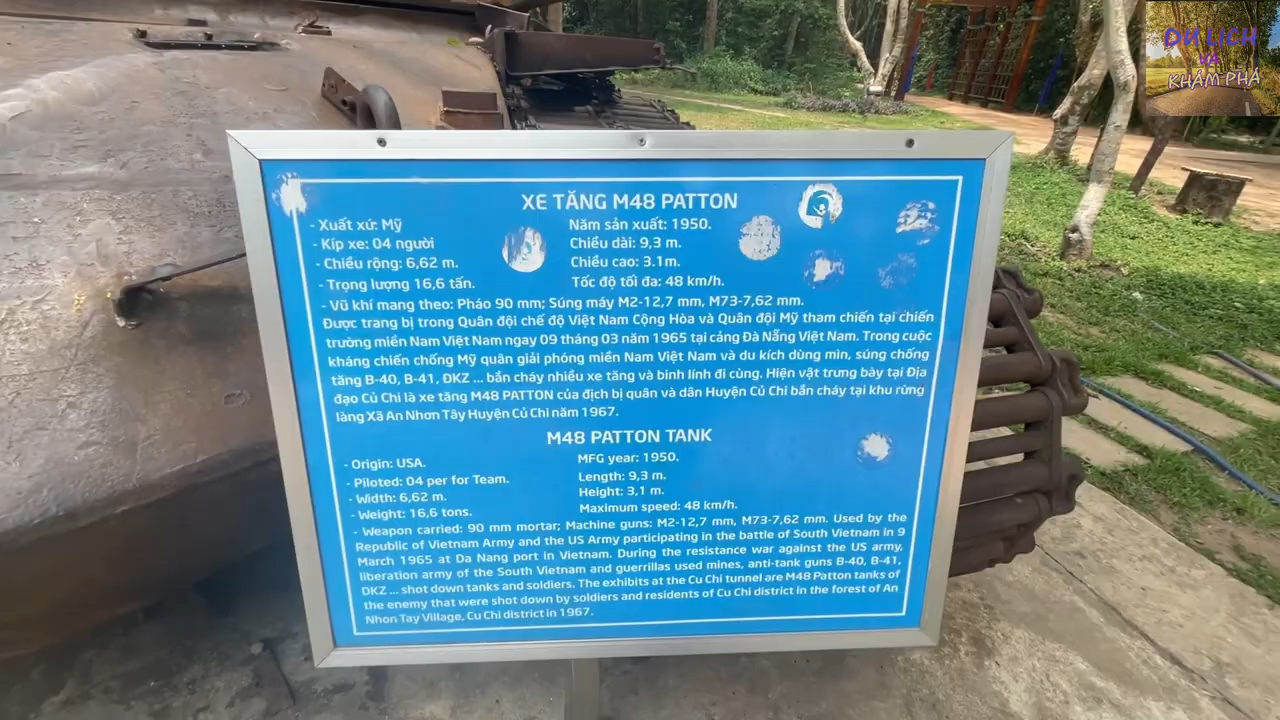 DU LỊCH
VÀ
KHÁM PHÁ
XE TĂNG M48 PATTON
- Xuất xứ: Mỹ
Năm sản xuất: 1950.
- Kíp xe: 04 người
Chiều dài: 9,3 m.
- Chiều rộng: 6,62 m.
Chiều cao: 3.1m.
- Trọng lượng 16,6 tấn.
Tốc độ tối đa: 48 km/h.
- Vũ khí mang theo: Pháo 90 mm; Súng máy M2-12,7 mm, M73-7,62 mm.
Được trang bị trong Quân đội chế độ Việt Nam Cộng Hòa và Quân đội Mỹ tham chiến tại chiến
trường miền Nam Việt Nam ngay 09 tháng 03 năm 1965 tại cảng Đà Nẵng Việt Nam. Trong cuộc
kháng chiến chống Mỹ quân giải phóng miền Nam Việt Nam và du kích dùng mìn, súng chống
tăng B-40, B-41, ĐKZ ... bắn cháy nhiều xe tăng và binh lính đi cùng. Hiện vật trưng bày tại Địa
đạo Củ Chi là xe tăng M48 PATTON của địch bị quân và dân Huyện Củ Chi bắn cháy tại khu rừng
làng Xã An Nhơn Tây Huyện Củ Chi năm 1967.
M48 PATTON TANK
- Origin: USA.
MFG year: 1950.
- Piloted: 04 per for Team.
Length: 9,3 m.
- Width: 6,62 m.
Height: 3,1 m.
- Weight: 16,6 tons.
Maximum speed: 48 km/h.
- Weapon carried: 90 mm mortar; Machine guns: M2-12,7 mm, M73-7,62 mm. Used by the
Republic of Vietnam Army and the US Army participating in the battle of South Vietnam in 9
March 1965 at Da Nang port in Vietnam. During the resistance war against the US army,
liberation army of the South Vietnam and guerrillas used mines, anti-tank guns B-40, B-41,
DKZ ... shot down tanks and soldiers. The exhibits at the Cu Chi tunnel are M48 Patton tanks of
the enemy that were shot down by soldiers and residents of Cu Chi district in the forest of An
Nhon Tay Village, Cu Chi district in 1967.